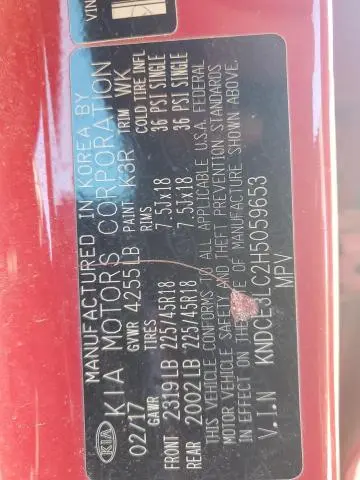 MANUFACTURED IN KOREA BY
KIA KIA MOTORS CORPORATION
02/17 GVWR 4255LB PAINT K3R TRIM WK
GAWR TIRES RIMS COLD TIRE INFL
FRONT 2319 LB 225/45R18 7.5Jx18 36 PSI SINGLE
REAR 2002 LB 225/45R18 7.5Jx18 36 PSI SINGLE
THIS VEHICLE CONFORMS TO ALL APPLICABLE U.S.A. FEDERAL
MOTOR VEHICLE SAFETY AND THEFT PREVENTION STANDARDS
IN EFFECT ON THE DATE OF MANUFACTURE SHOWN ABOVE.
V.I.N KNDCE3LC2H5059653
MPV
VIN